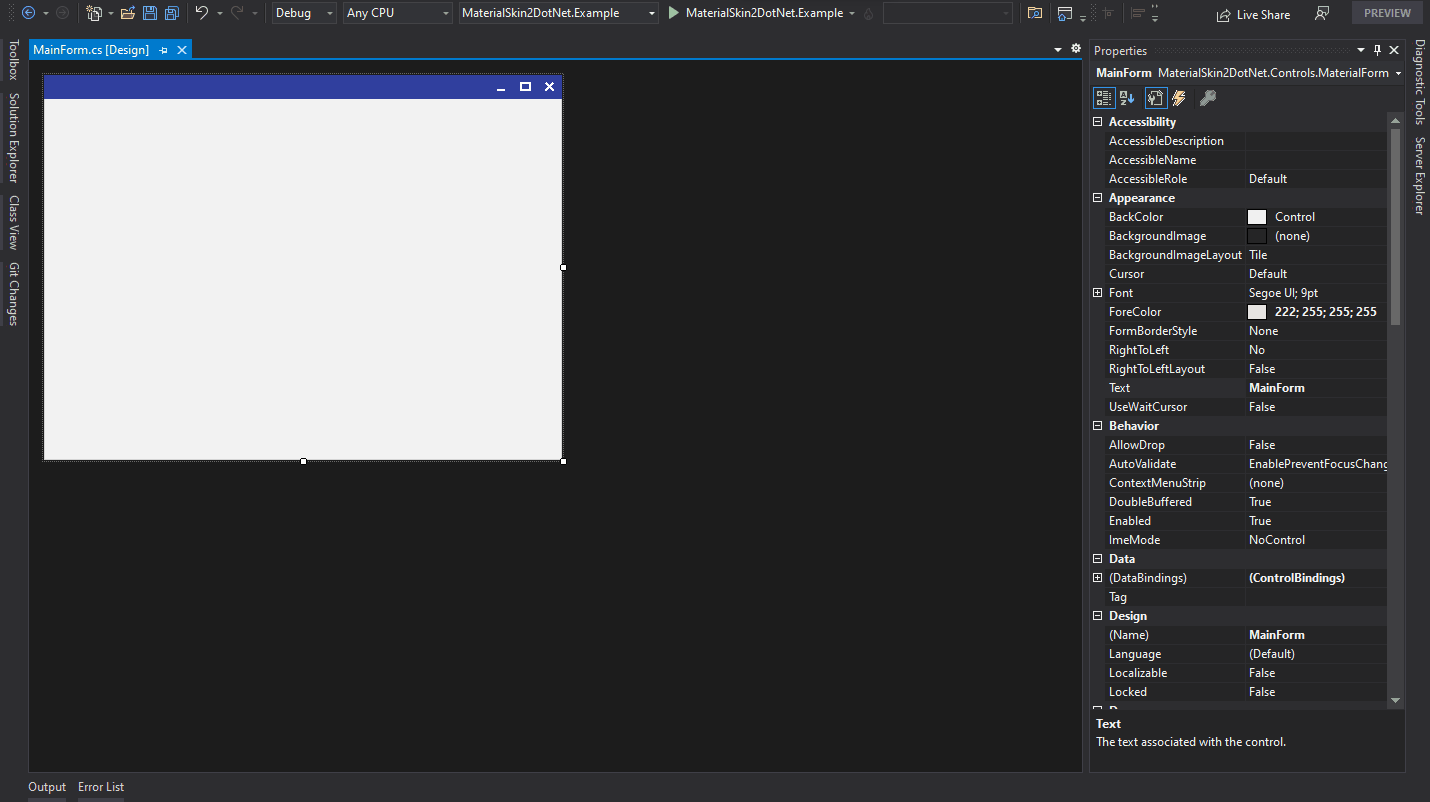 Debug
Any CPU
MaterialSkin2DotNet.Example
MaterialSkin2DotNet.Example
Live Share
PREVIEW
Toolbox
Solution Explorer
Class View
Git Changes
MainForm.cs [Design]
Properties
MainForm MaterialSkin2DotNet.Controls.MaterialForm
Accessibility
AccessibleDescription
AccessibleName
AccessibleRole Default
Appearance
BackColor Control
BackgroundImage (none)
BackgroundImageLayout Tile
Cursor Default
Font Segoe UI; 9pt
ForeColor 222; 255; 255; 255
FormBorderStyle None
RightToLeft No
RightToLeftLayout False
Text MainForm
UseWaitCursor False
Behavior
AllowDrop False
AutoValidate EnablePreventFocusChang
ContextMenuStrip (none)
DoubleBuffered True
Enabled True
ImeMode NoControl
Data
(DataBindings) (ControlBindings)
Tag
Design
(Name) MainForm
Language (Default)
Localizable False
Locked False
Text
The text associated with the control.
Diagnostic Tools
Server Explorer
Output
Error List